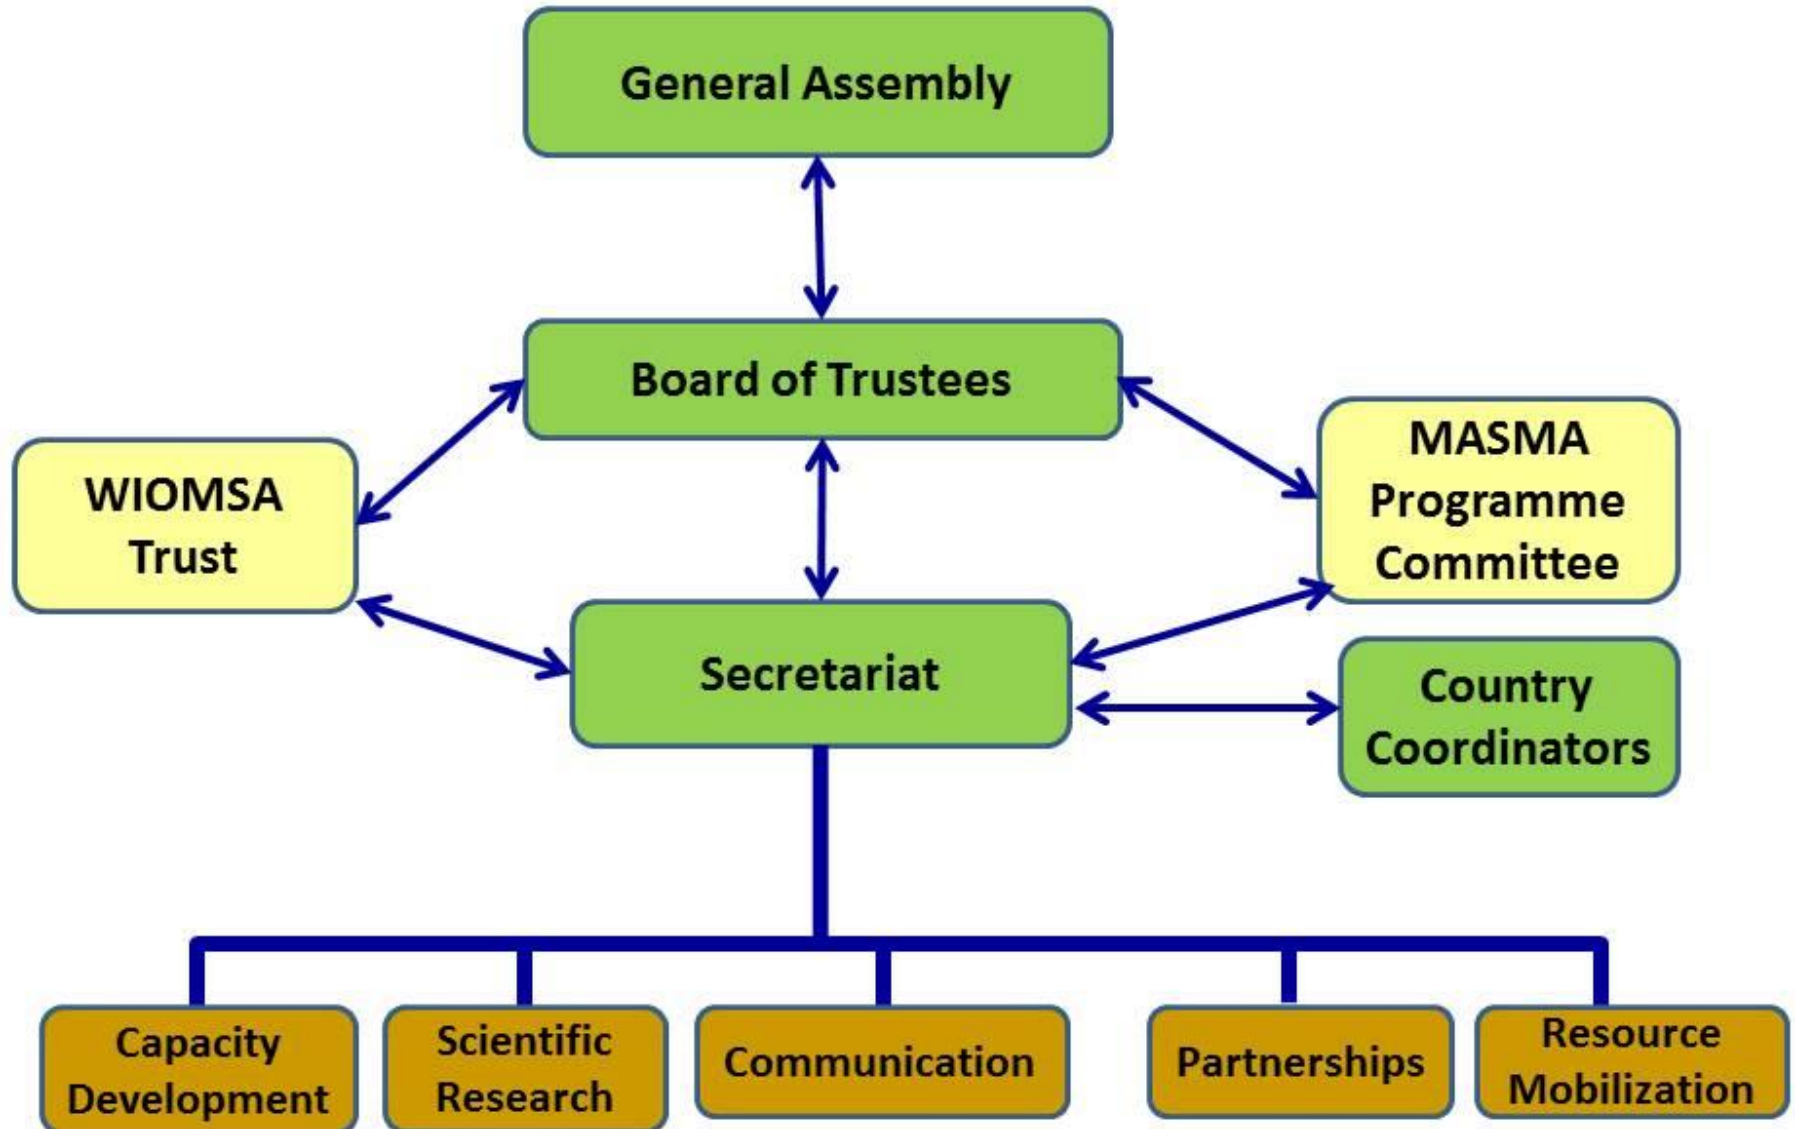 General Assembly
Board of Trustees
WIOMSA
Trust
MASMA
Programme
Committee
Secretariat
Country
Coordinators
Capacity
Development
Scientific
Research
Communication
Partnerships
Resource
Mobilization